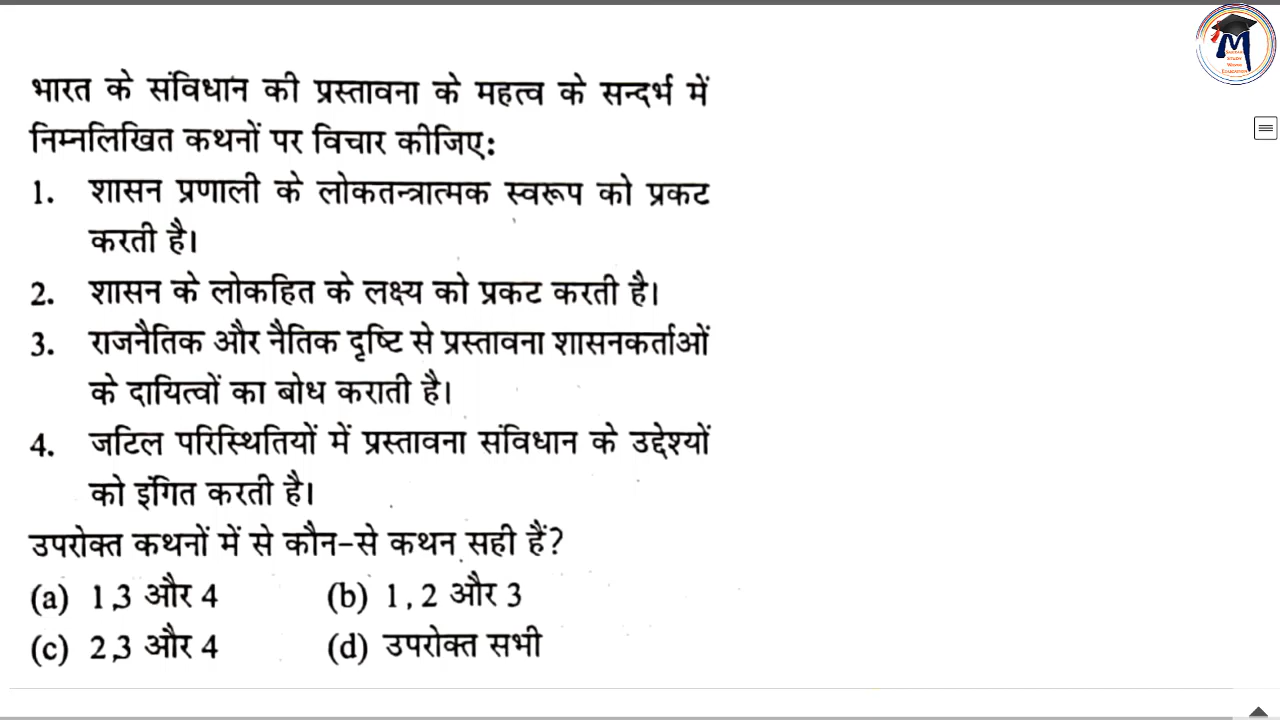 भारत के संविधान की प्रस्तावना के महत्व के सन्दर्भ में
निम्नलिखित कथनों पर विचार कीजिए:
1. शासन प्रणाली के लोकतन्त्रात्मक स्वरूप को प्रकट
करती है।
2. शासन के लोकहित के लक्ष्य को प्रकट करती है।
3. राजनैतिक और नैतिक दृष्टि से प्रस्तावना शासनकर्ताओं
के दायित्वों का बोध कराती है।
4. जटिल परिस्थितियों में प्रस्तावना संविधान के उद्देश्यों
को इंगित करती है।
उपरोक्त कथनों में से कौन-से कथन सही हैं?
(a) 1,3 और 4 (b) 1, 2 और 3
(c) 2,3 और 4 (d) उपरोक्त सभी